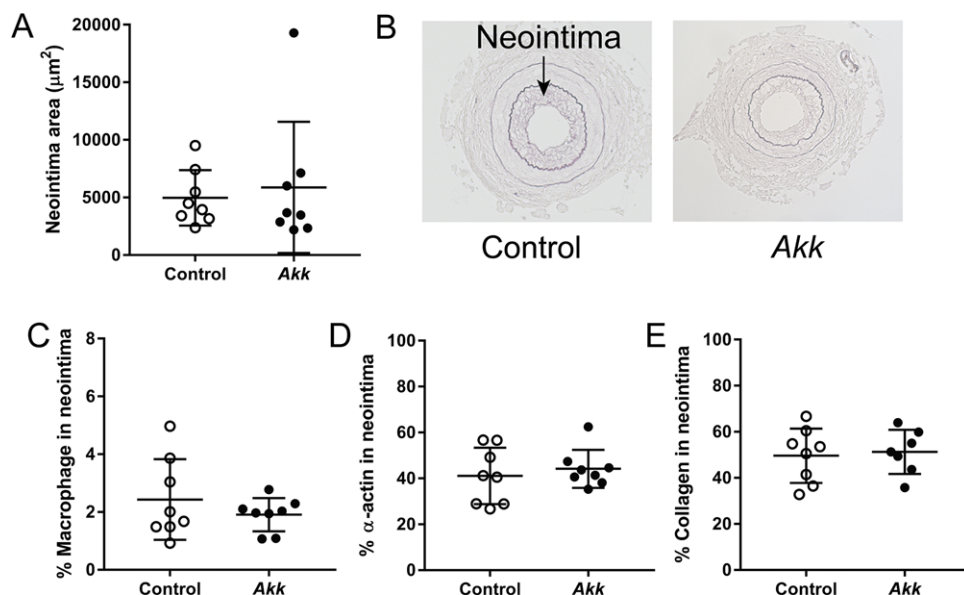 A
Neointima area (μm²)
20000
15000
10000
5000
0
Control
Akk
B
Neointima
Control
Akk
C
% Macrophage in neointima
8
6
4
2
0
Control
Akk
D
% α-actin in neointima
100
80
60
40
20
0
Control
Akk
E
% Collagen in neointima
100
80
60
40
20
0
Control
Akk